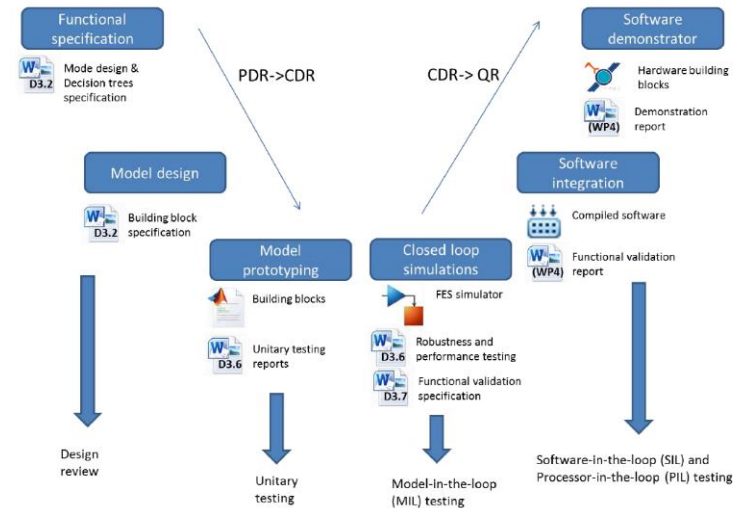 Functional
specification
W
D3.2
Mode design &
Decision trees
specification
PDR->CDR
CDR-> QR
Software
demonstrator
Hardware building
blocks
W
(WP4)
Demonstration
report
Model design
W
D3.2
Building block
specification
Software
integration
Compiled software
W
(WP4)
Functional validation
report
Model
prototyping
Building blocks
W
D3.6
Unitary testing
reports
Closed loop
simulations
FES simulator
W
D3.6
Robustness and
performance testing
W
D3.7
Functional validation
specification
Design
review
Unitary
testing
Model-in-the-loop
(MIL) testing
Software-in-the-loop (SIL) and
Processor-in-the-loop (PIL) testing